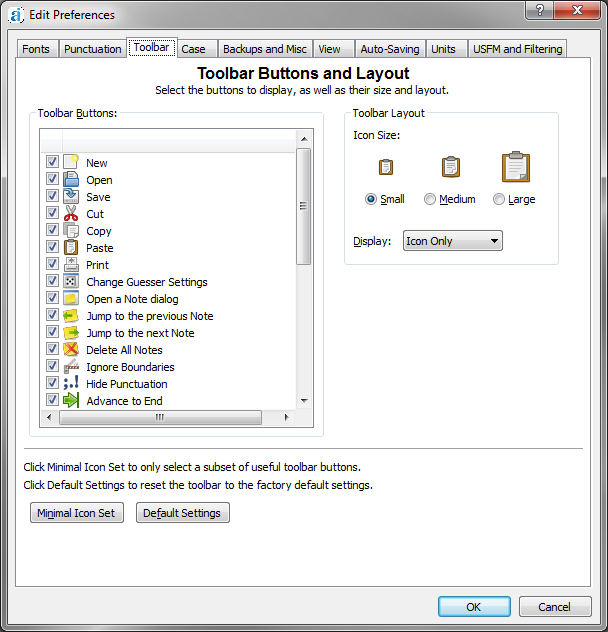 Edit Preferences
Fonts Punctuation Toolbar Case Backups and Misc View Auto-Saving Units USFM and Filtering
Toolbar Buttons and Layout
Select the buttons to display, as well as their size and layout.
Toolbar Buttons:
New
Open
Save
Cut
Copy
Paste
Print
Change Guesser Settings
Open a Note dialog
Jump to the previous Note
Jump to the next Note
Delete All Notes
Ignore Boundaries
Hide Punctuation
Advance to End
Toolbar Layout
Icon Size:
Small Medium Large
Display: Icon Only
Click Minimal Icon Set to only select a subset of useful toolbar buttons.
Click Default Settings to reset the toolbar to the factory default settings.
Minimal Icon Set Default Settings
OK Cancel